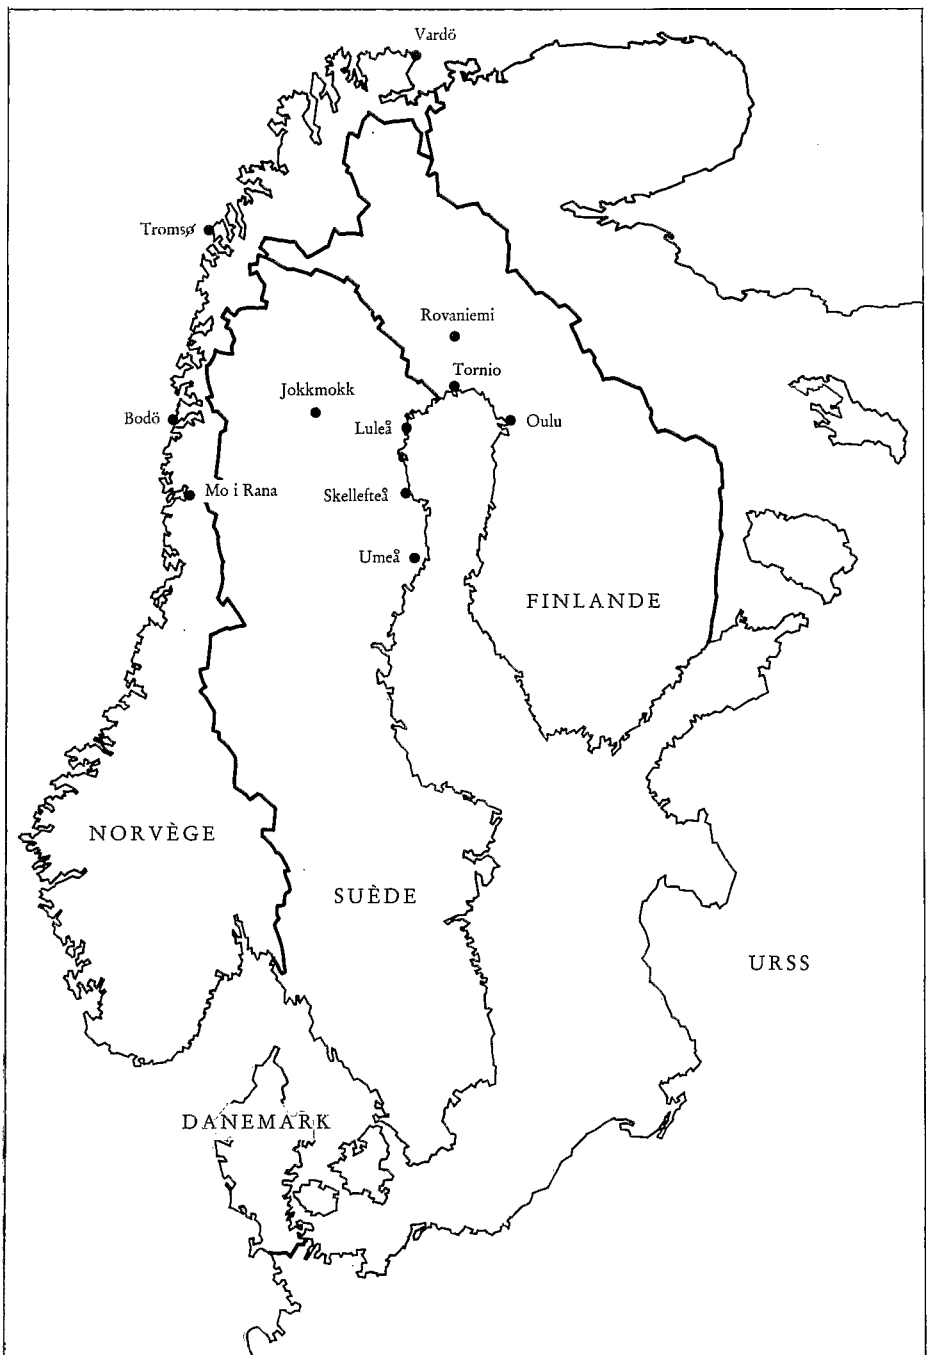 Vardö
Tromsø
Rovaniemi
Tornio
Jokkmokk
Bodö
Luleå
Oulu
Mo i Rana
Skellefteå
Umeå
FINLANDE
NORVÈGE
SUÈDE
URSS
DANEMARK